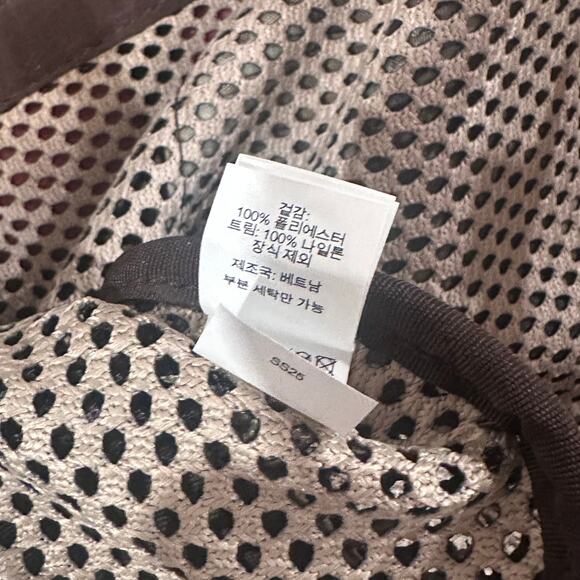 겉감:
100% 폴리에스터
트림: 100% 나일론
장식 제외
제조국: 베트남
부분 세탁만 가능
SS25